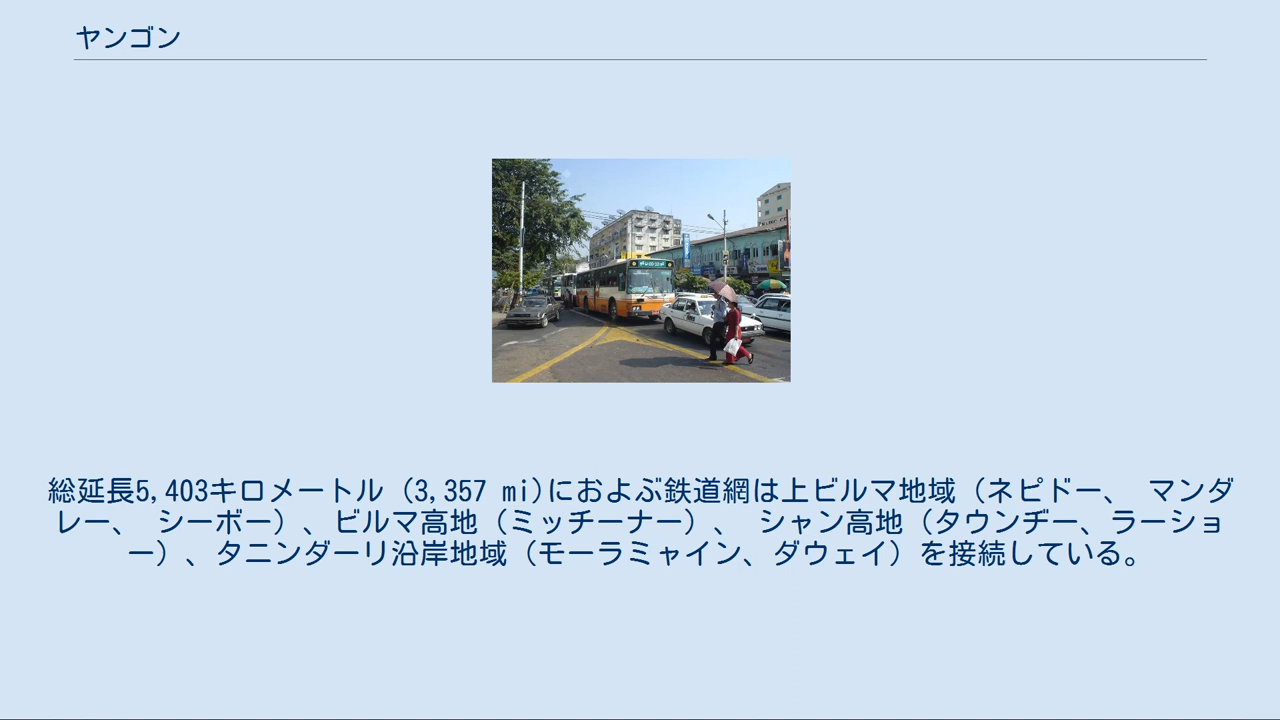 ヤンゴン
総延長5,403キロメートル (3,357 mi)におよぶ鉄道網は上ビルマ地域（ネピドー、 マンダ
レー、 シーボー）、ビルマ高地（ミッチーナー）、 シャン高地（タウンヂー、ラーショ
ー）、タニンダーリ沿岸地域（モーラミャイン、ダウェイ）を接続している。